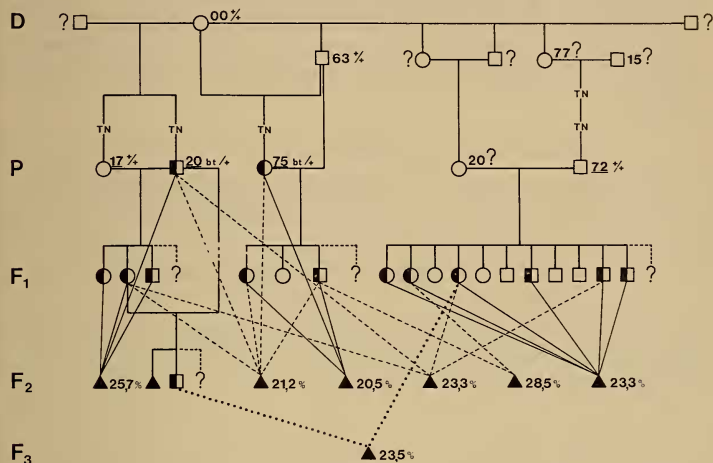 D ? 00 +/+ ?
63 +/+ ? ? 77? 15?
TN TN TN TN
TN
P 17 +/+ 20 bt/+ 75 bt/+ 20? 72 +/+
F1 ? ?
F2 25,7% ? 21,2% 20,5% 23,3% 28,5% 23,3%
F3 23,5%